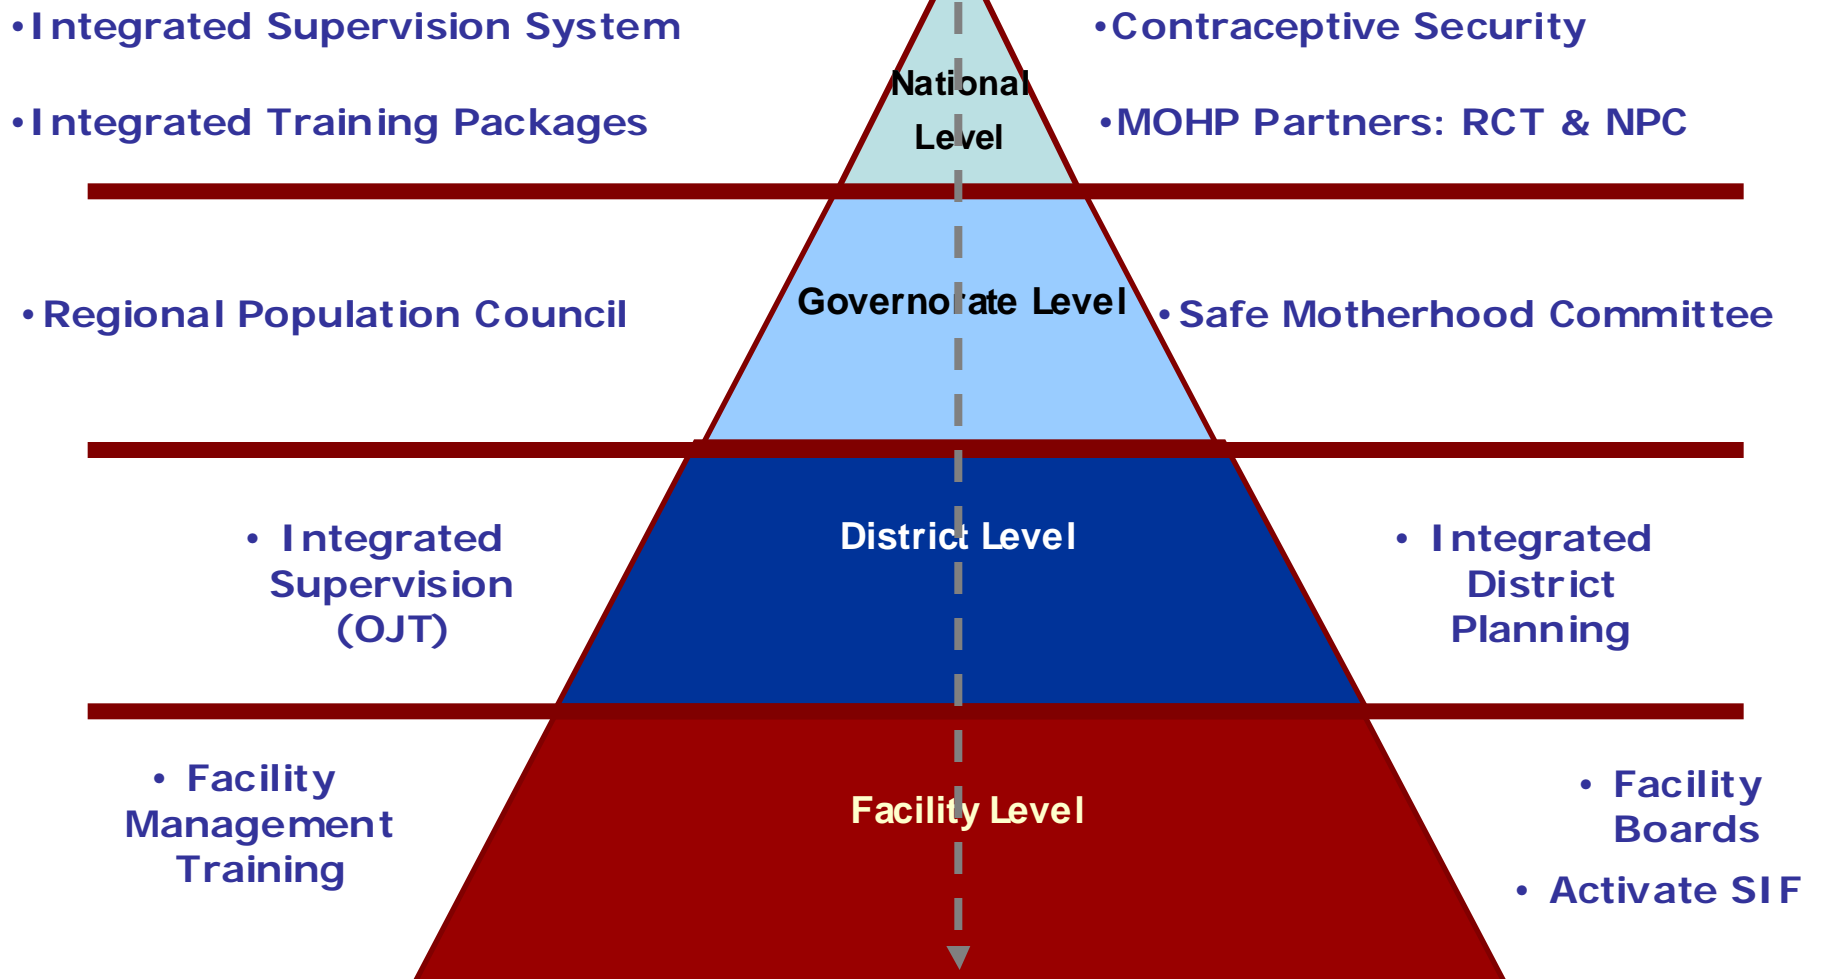 •Integrated Supervision System
•Contraceptive Security
National
Level
•Integrated Training Packages
•MOHP Partners: RCT & NPC
•Regional Population Council
Governorate Level
•Safe Motherhood Committee
• Integrated
Supervision
(OJT)
District Level
• Integrated
District
Planning
• Facility
Management
Training
Facility Level
• Facility
Boards
• Activate SIF